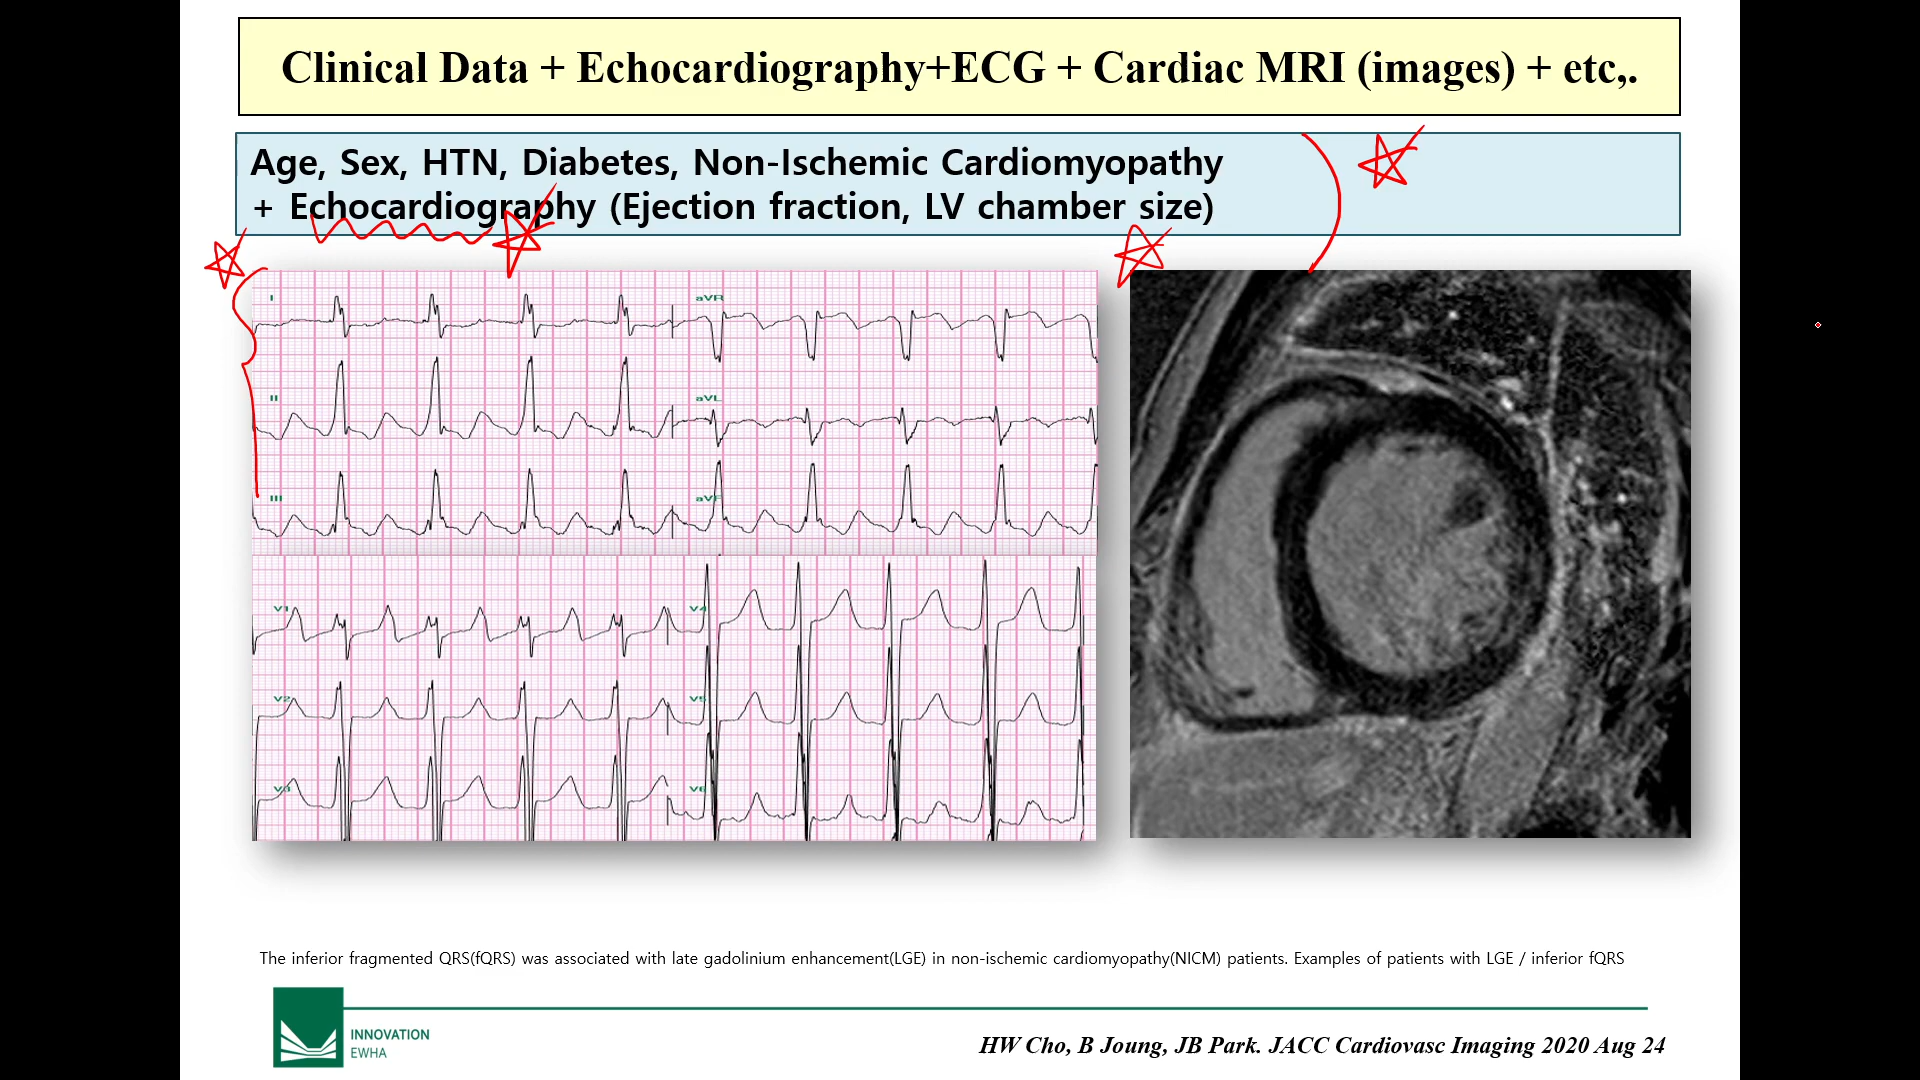 Clinical Data + Echocardiography+ECG + Cardiac MRI (images) + etc,.
Age, Sex, HTN, Diabetes, Non-Ischemic Cardiomyopathy
+ Echocardiography (Ejection fraction, LV chamber size)
I
aVR
II
aVL
III
aVF
V1
V4
V2
V5
V3
V6
The inferior fragmented QRS(fQRS) was associated with late gadolinium enhancement(LGE) in non-ischemic cardiomyopathy(NICM) patients. Examples of patients with LGE / inferior fQRS
INNOVATION
EWHA
HW Cho, B Joung, JB Park. JACC Cardiovasc Imaging 2020 Aug 24